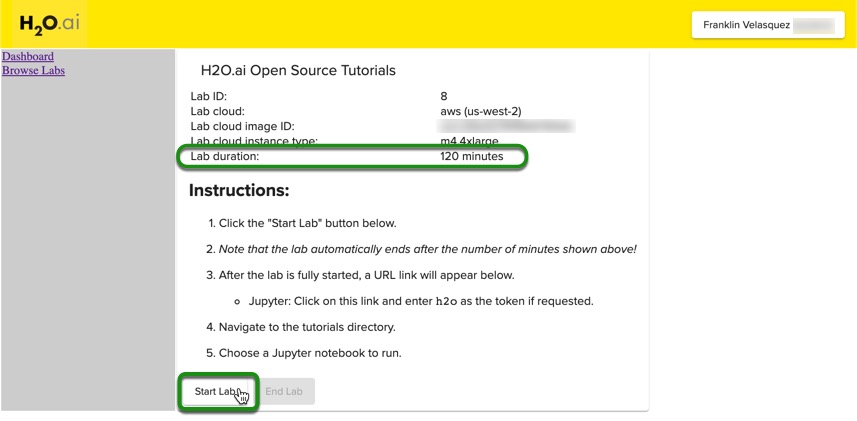 H2O.ai
Franklin Velasquez
Dashboard
Browse Labs
H2O.ai Open Source Tutorials
Lab ID: 8
Lab cloud: aws (us-west-2)
Lab cloud image ID:
Lab cloud instance type: m4.4xlarge
Lab duration: 120 minutes
Instructions:
1. Click the "Start Lab" button below.
2. Note that the lab automatically ends after the number of minutes shown above!
3. After the lab is fully started, a URL link will appear below.
Jupyter: Click on this link and enter h2o as the token if requested.
4. Navigate to the tutorials directory.
5. Choose a Jupyter notebook to run.
Start Lab End Lab